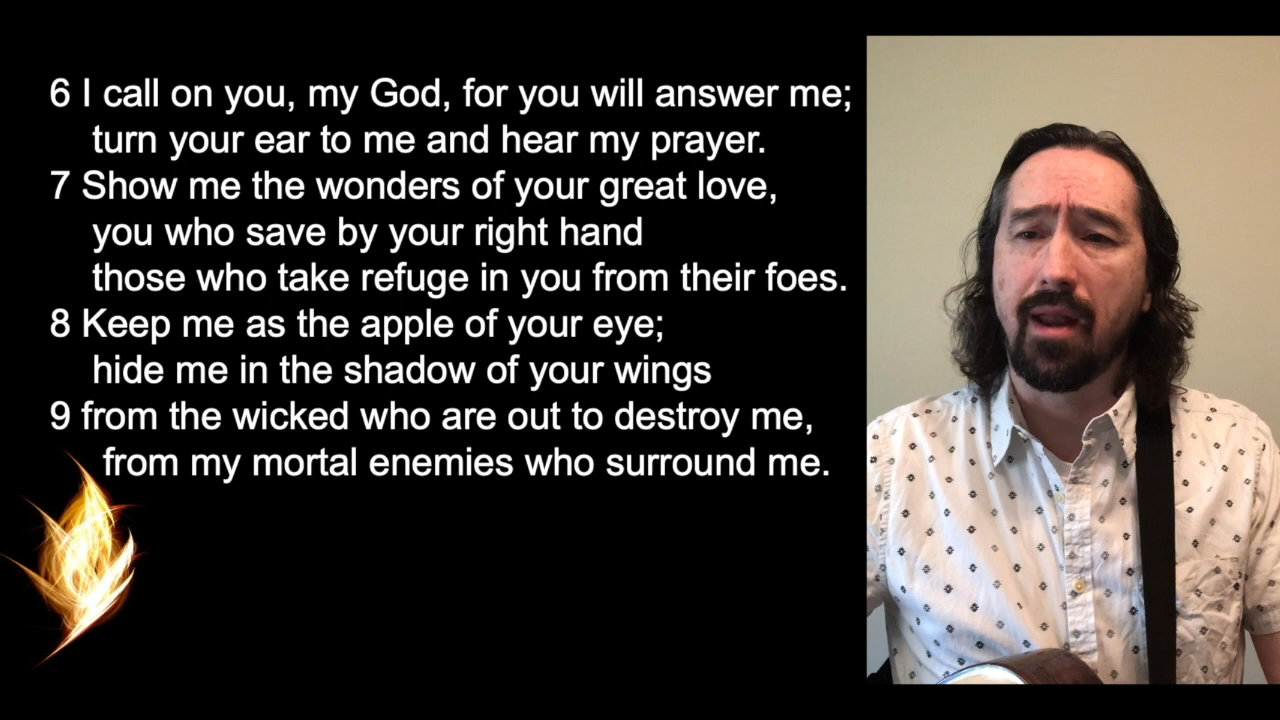 6 I call on you, my God, for you will answer me;
turn your ear to me and hear my prayer.
7 Show me the wonders of your great love,
you who save by your right hand
those who take refuge in you from their foes.
8 Keep me as the apple of your eye;
hide me in the shadow of your wings
9 from the wicked who are out to destroy me,
from my mortal enemies who surround me.